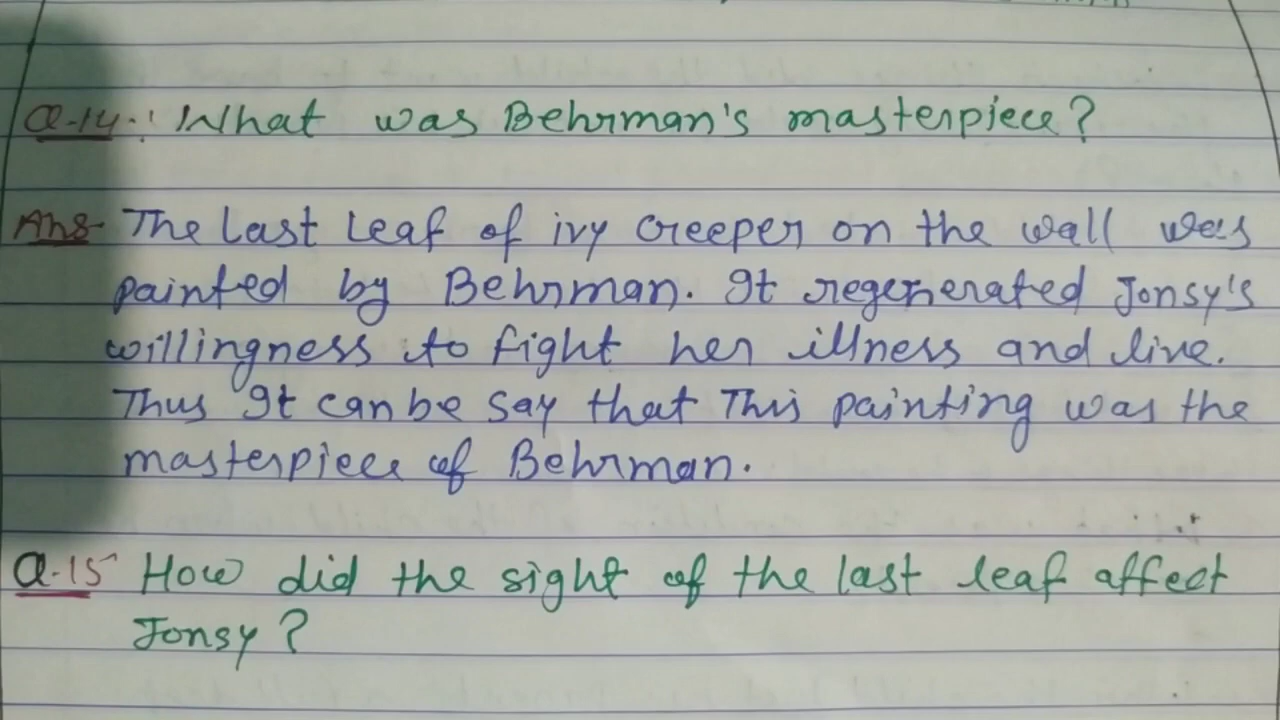 Q.14.: What was Behrman's masterpiece?
Ans- The last leaf of ivy creeper on the wall was
painted by Behrman. It regenerated Jonsy's
willingness to fight her illness and live.
Thus It can be say that This painting was the
masterpiece of Behrman.
Q.15 How did the sight of the last leaf affect
Jonsy?